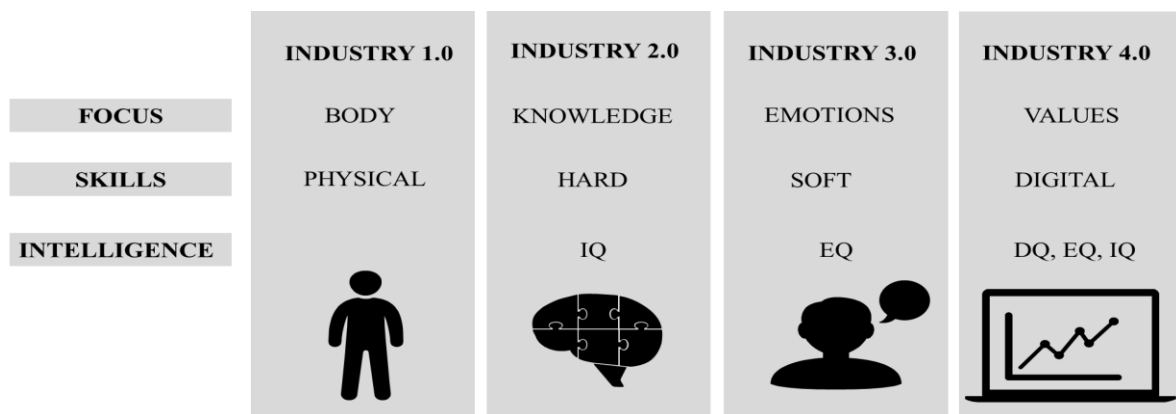 INDUSTRY 1.0 INDUSTRY 2.0 INDUSTRY 3.0 INDUSTRY 4.0
FOCUS BODY KNOWLEDGE EMOTIONS VALUES
SKILLS PHYSICAL HARD SOFT DIGITAL
INTELLIGENCE IQ EQ DQ, EQ, IQ